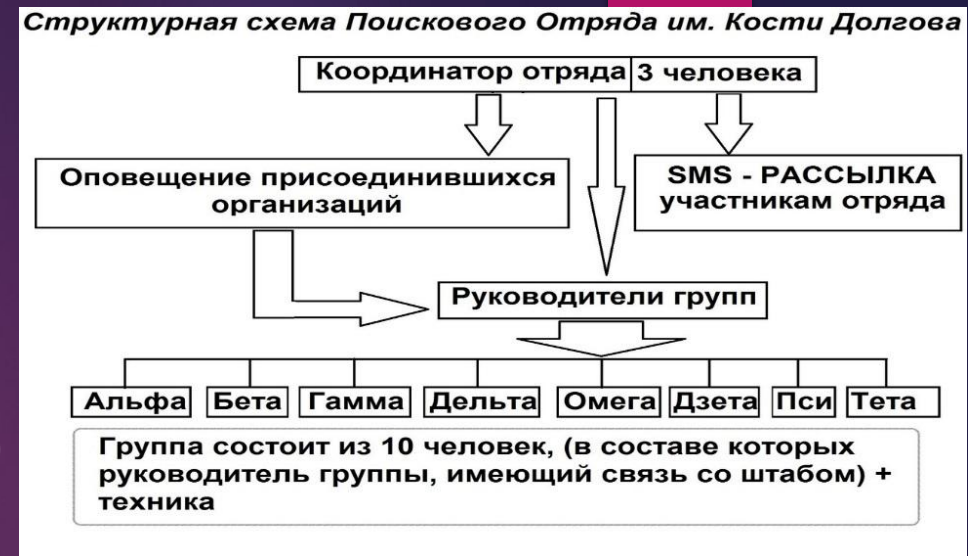 Структурная схема Поискового Отряда им. Кости Долгова
Координатор отряда 3 человека
Оповещение присоединившихся
организаций
SMS - РАССЫЛКА
участникам отряда
Руководители групп
Альфа Бета Гамма Дельта Омега Дзета Пси Тета
Группа состоит из 10 человек, (в составе которых
руководитель группы, имеющий связь со штабом) +
техника